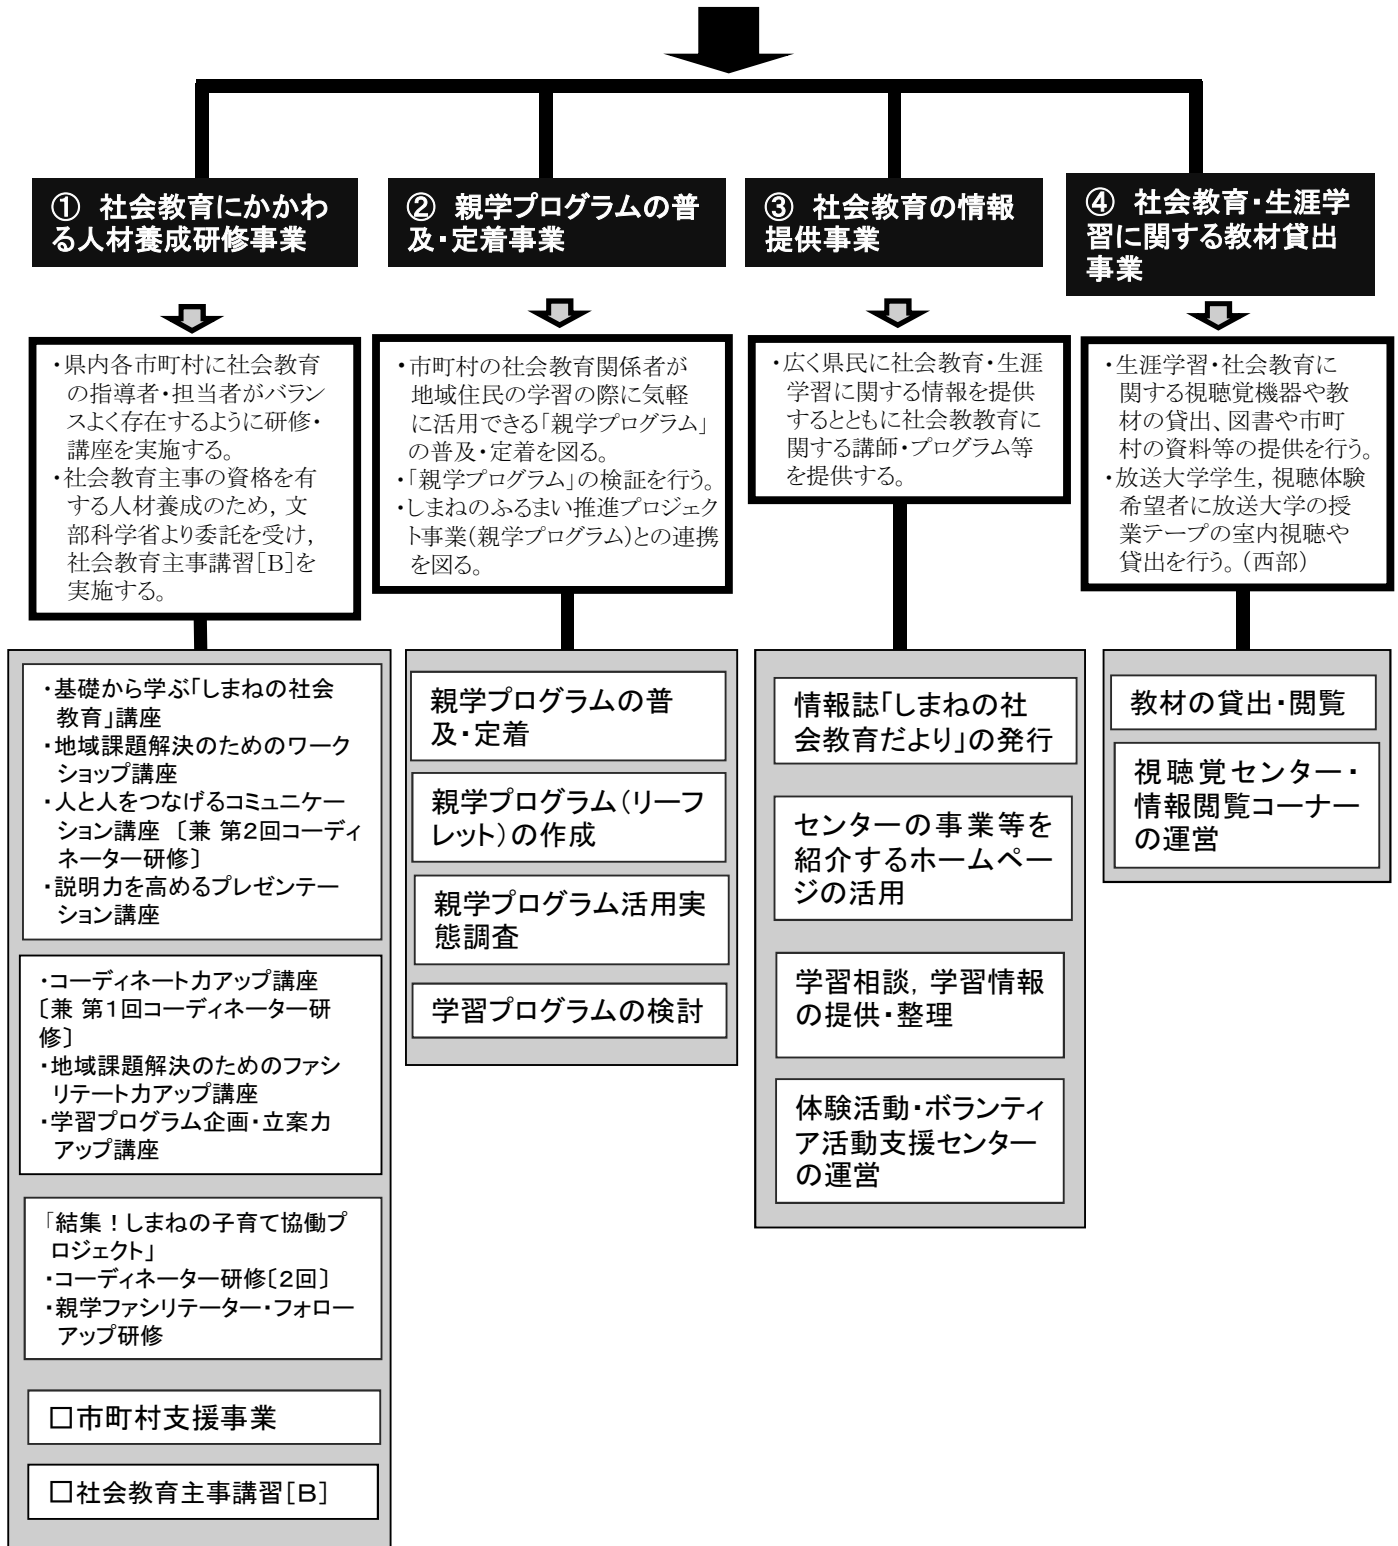 ① 社会教育にかかわ
る人材養成研修事業
② 親学プログラムの普
及・定着事業
③ 社会教育の情報
提供事業
④ 社会教育・生涯学
習に関する教材貸出
事業
・県内各市町村に社会教育
の指導者・担当者がバラン
スよく存在するように研修・
講座を実施する。
・社会教育主事の資格を有
する人材養成のため，文
部科学省より委託を受け，
社会教育主事講習［B］を
実施する。
・市町村の社会教育関係者が
地域住民の学習の際に気軽
に活用できる「親学プログラム」
の普及・定着を図る。
・「親学プログラム」の検証を行う。
・しまねのふるまい推進プロジェク
ト事業（親学プログラム）との連携
を図る。
・広く県民に社会教育・生涯
学習に関する情報を提供
するとともに社会教教育に
関する講師・プログラム等
を提供する。
・生涯学習・社会教育に
関する視聴覚機器や教
材の貸出、図書や市町
村の資料等の提供を行う。
・放送大学学生，視聴体験
希望者に放送大学の授
業テープの室内視聴や
貸出を行う。（西部）
・基礎から学ぶ「しまねの社会
教育」講座
・地域課題解決のためのワーク
ショップ講座
・人と人をつなげるコミュニケー
ション講座 〔兼 第２回コーディ
ネーター研修〕
・説明力を高めるプレゼンテー
ション講座
・コーディネート力アップ講座
〔兼 第１回コーディネーター研
修〕
・地域課題解決のためのファシ
リテート力アップ講座
・学習プログラム企画・立案力
アップ講座
「結集！しまねの子育て協働プ
ロジェクト」
・コーディネーター研修〔２回〕
・親学ファシリテーター・フォロー
アップ研修
□市町村支援事業
□社会教育主事講習［Ｂ］
親学プログラムの普
及・定着
親学プログラム（リーフ
レット）の作成
親学プログラム活用実
態調査
学習プログラムの検討
情報誌「しまねの社
会教育だより」の発行
センターの事業等を
紹介するホームペー
ジの活用
学習相談，学習情報
の提供・整理
体験活動・ボランティ
ア活動支援センター
の運営
教材の貸出・閲覧
視聴覚センター・
情報閲覧コーナー
の運営